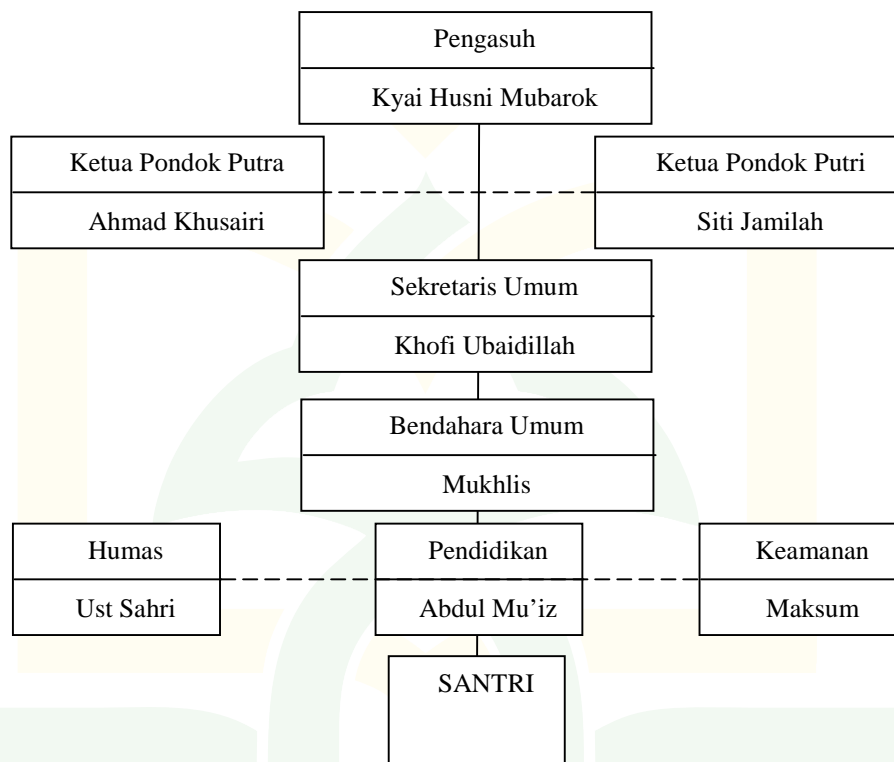 Pengasuh
Kyai Husni Mubarok
Ketua Pondok Putra
Ahmad Khusairi
Ketua Pondok Putri
Siti Jamilah
Sekretaris Umum
Khofi Ubaidillah
Bendahara Umum
Mukhlis
Humas
Ust Sahri
Pendidikan
Abdul Mu’iz
Keamanan
Maksum
SANTRI